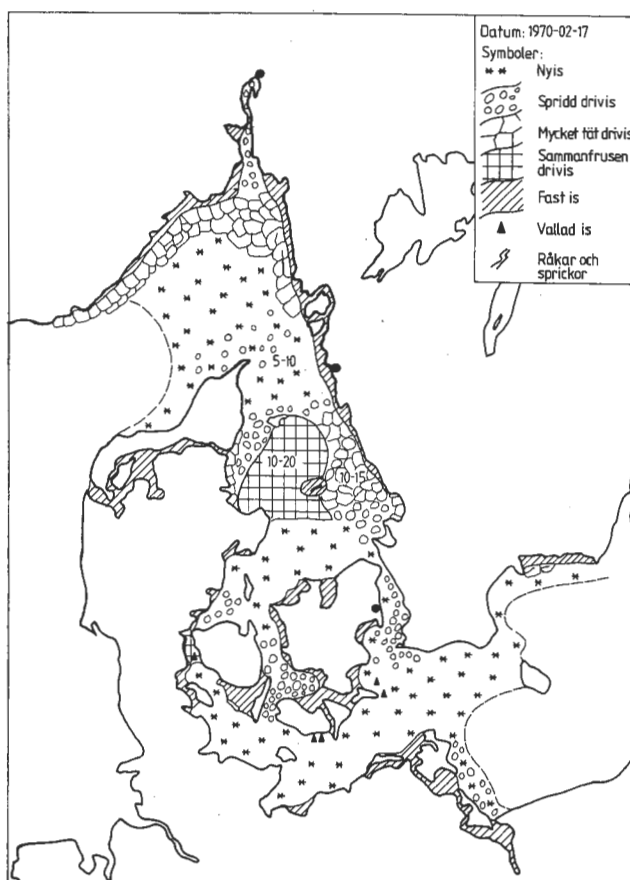 Datum: 1970-02-17
Symboler:
Nyis
Spridd drivis
Mycket tät drivis
Sammanfrusen
drivis
Fast is
Vallad is
Råkar och
sprickor
5-10
10-20
10-15